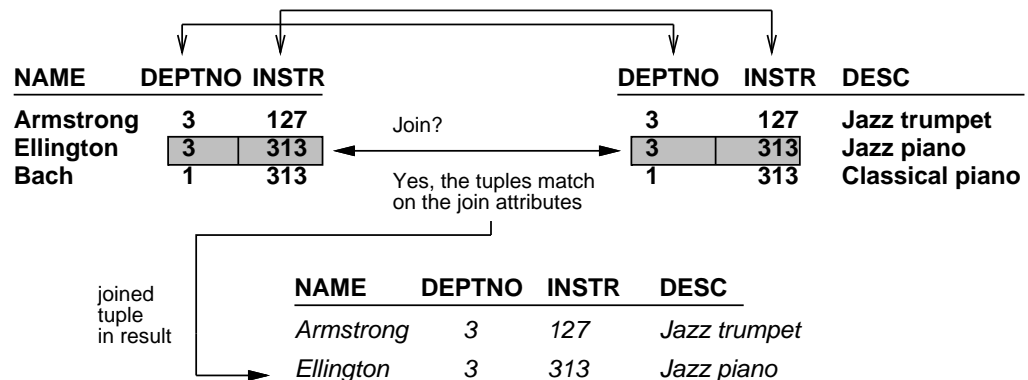 NAME DEPTNO INSTR DEPTNO INSTR DESC
Armstrong 3 127 Join? 3 127 Jazz trumpet
Ellington 3 313 3 313 Jazz piano
Bach 1 313 Yes, the tuples match 1 313 Classical piano
on the join attributes
joined
tuple
in result
NAME DEPTNO INSTR DESC
Armstrong 3 127 Jazz trumpet
Ellington 3 313 Jazz piano